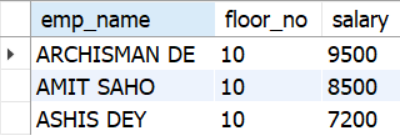 emp_name floor_no salary
ARCHISMAN DE 10 9500
AMIT SAHO 10 8500
ASHIS DEY 10 7200